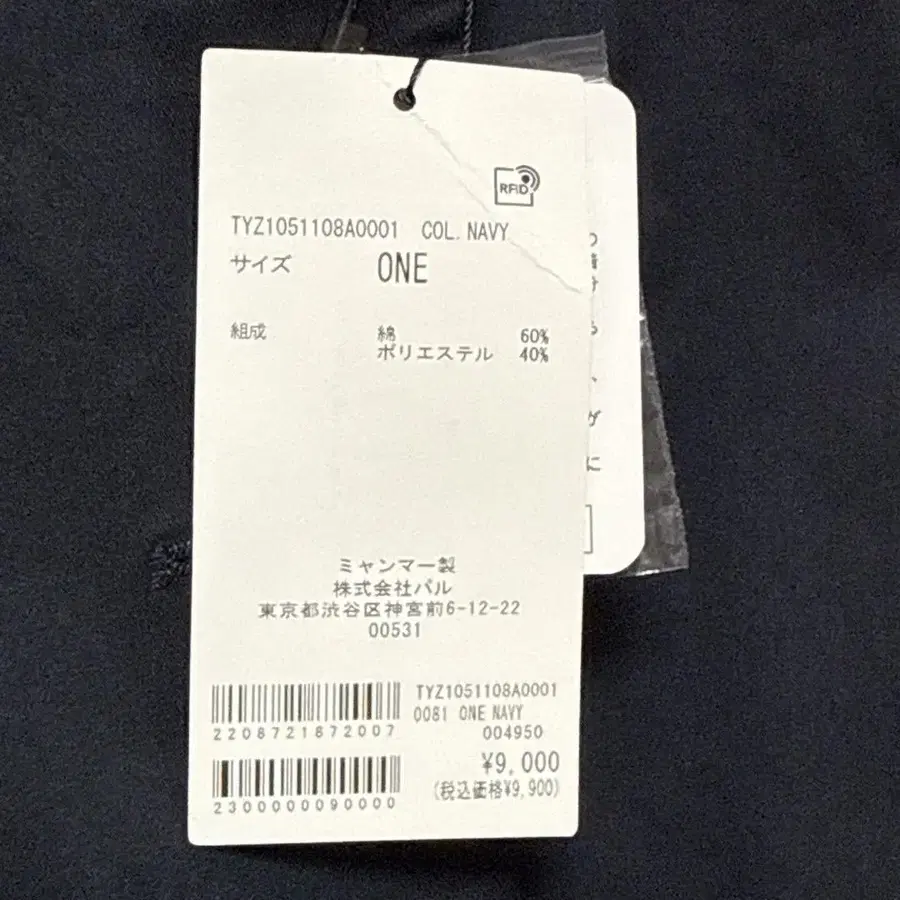 RFID
TYZ1051108A0001 COL. NAVY
サイズ ONE
組成 綿 60%
ポリエステル 40%
ミャンマー製
株式会社パル
東京都渋谷区神宮前6-12-22
00531
TYZ1051108A0001
0081 ONE NAVY
2208721872007
004950
¥9,000
(税込価格¥9,900)
2300000090000